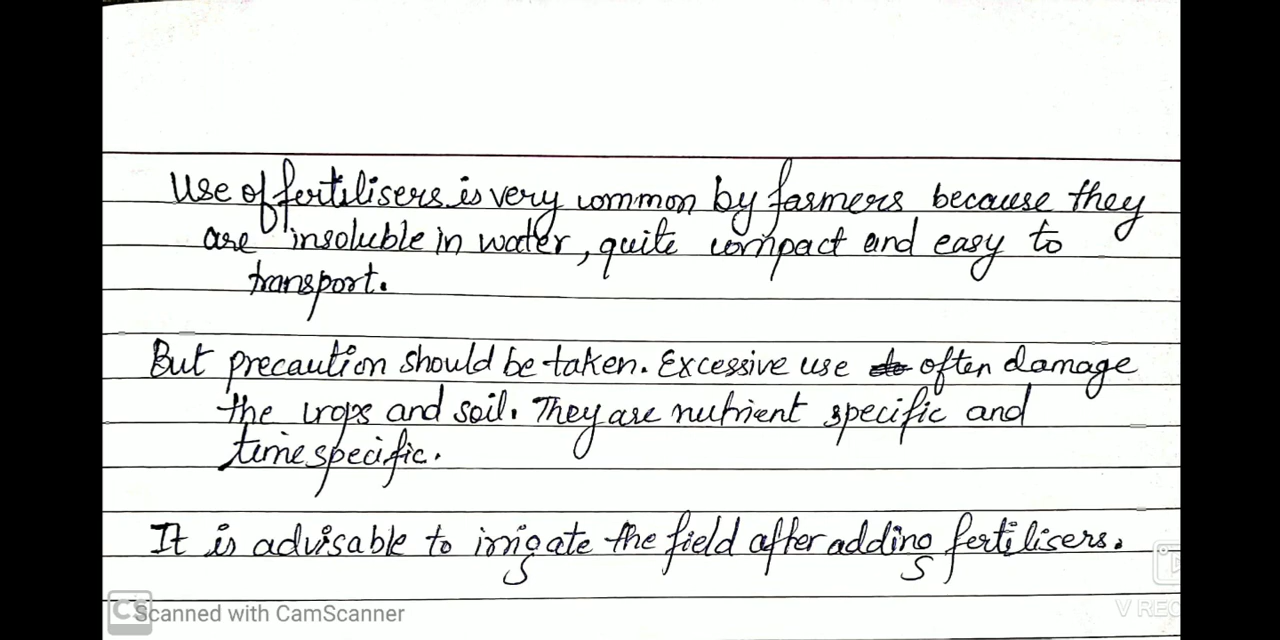 Use of fertilisers is very common by farmers because they
are insoluble in water, quite compact and easy to
transport.
But precaution should be taken. Excessive use often damage
the crops and soil. They are nutrient specific and
time specific.
It is advisable to irrigate the field after adding fertilisers.
CS Scanned with CamScanner
V REC